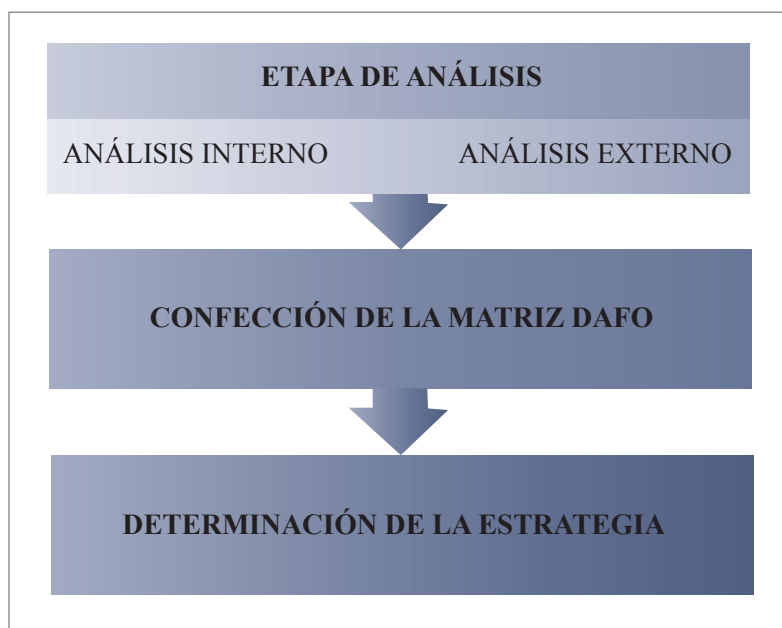 ETAPA DE ANÁLISIS
ANÁLISIS INTERNO ANÁLISIS EXTERNO
CONFECCIÓN DE LA MATRIZ DAFO
DETERMINACIÓN DE LA ESTRATEGIA